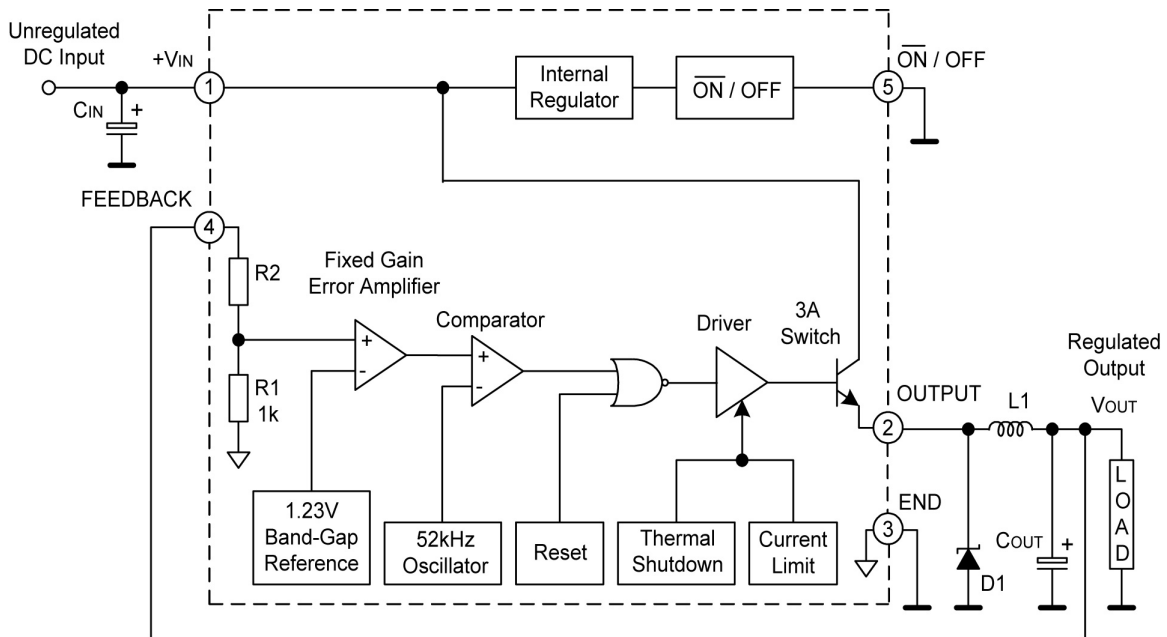 Unregulated
DC Input
+VIN
1
CIN
+
Internal
Regulator
ON / OFF
5
ON / OFF
FEEDBACK
4
R2
R1
1k
Fixed Gain
Error Amplifier
+
-
Comparator
+
-
Driver
3A
Switch
OUTPUT
2
L1
Regulated
Output
VOUT
1.23V
Band-Gap
Reference
52kHz
Oscillator
Reset
Thermal
Shutdown
Current
Limit
END
3
D1
COUT
+
LOAD